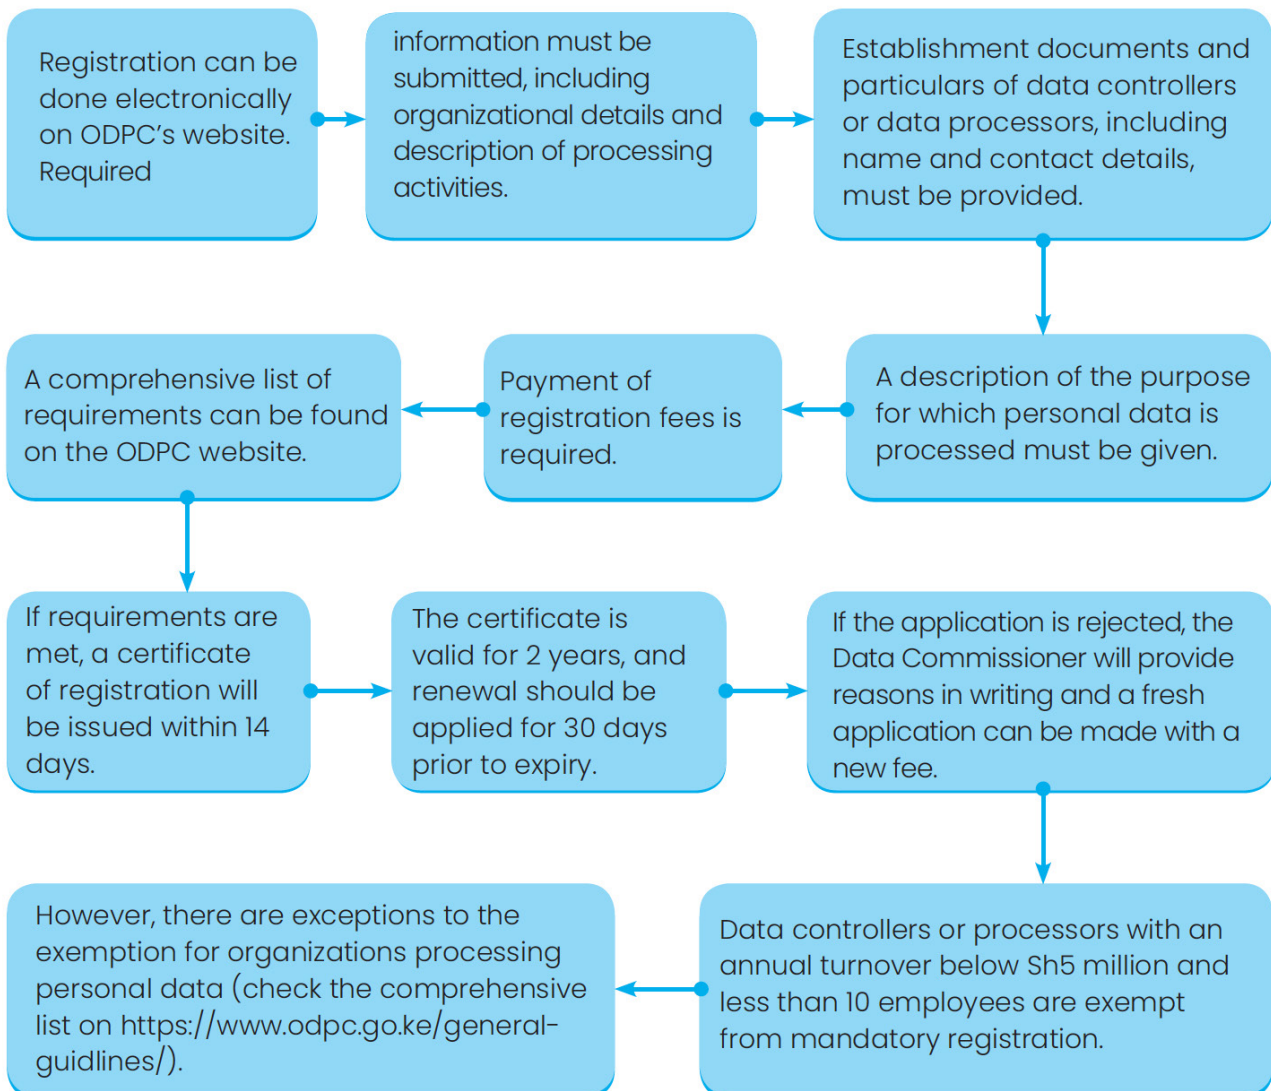 Registration can be
done electronically
on ODPC's website.
Required
information must be
submitted, including
organizational details and
description of processing
activities.
Establishment documents and
particulars of data controllers
or data processors, including
name and contact details,
must be provided.
A description of the purpose
for which personal data is
processed must be given.
Payment of
registration fees is
required.
A comprehensive list of
requirements can be found
on the ODPC website.
If requirements are
met, a certificate
of registration will
be issued within 14
days.
The certificate is
valid for 2 years, and
renewal should be
applied for 30 days
prior to expiry.
If the application is rejected, the
Data Commissioner will provide
reasons in writing and a fresh
application can be made with a
new fee.
Data controllers or processors with an
annual turnover below Sh5 million and
less than 10 employees are exempt
from mandatory registration.
However, there are exceptions to the
exemption for organizations processing
personal data (check the comprehensive
list on https://www.odpc.go.ke/general-
guidlines/).